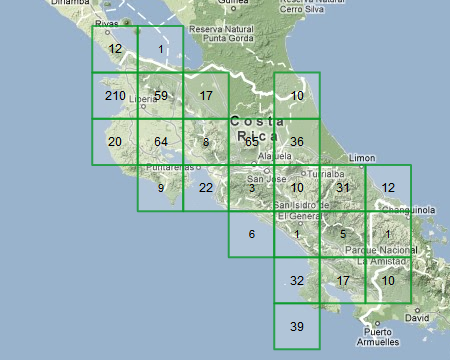 Dinamba
Reserva Natural
Cerro Silva
Rivas
Reserva Natural
Punta Gorda
12 1
210 59 17 10
Liberia
Costa
Rica
20 64 8 65 36
Alajuela
Limon
Puntarenas
San Jose
Turrialba
9 22 3 10 31 12
San Isidro de
El General
Changuinola
6 1 5 1
Parque Nacional
La Amistad
32 17 10
David
39
Puerto
Armuelles